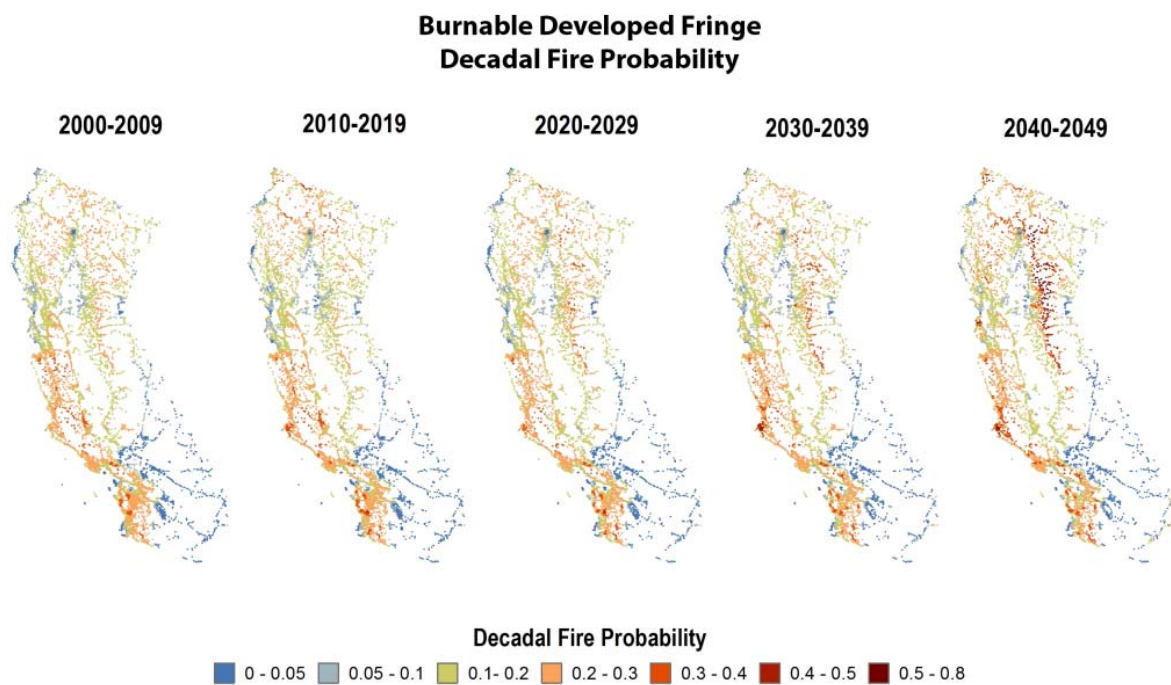 Burnable Developed Fringe
Decadal Fire Probability
2000-2009 2010-2019 2020-2029 2030-2039 2040-2049
Decadal Fire Probability
0 - 0.05 0.05 - 0.1 0.1- 0.2 0.2 - 0.3 0.3 - 0.4 0.4 - 0.5 0.5 - 0.8